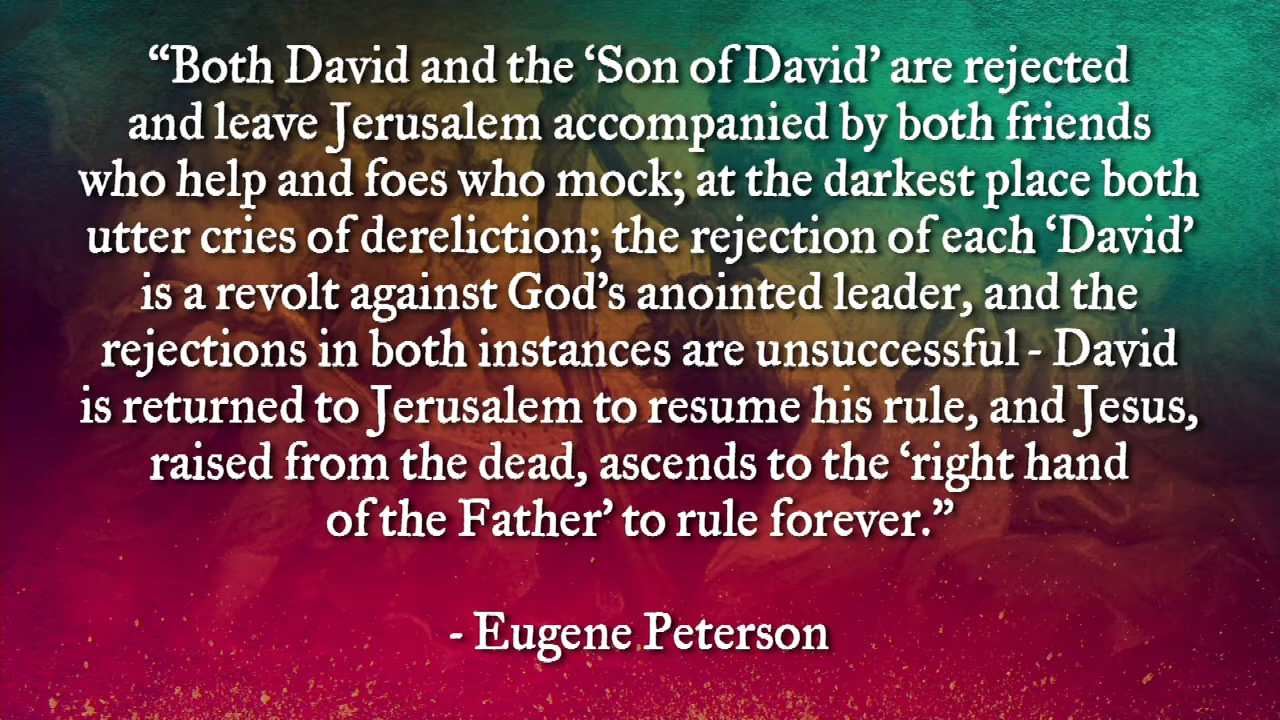 “Both David and the ‘Son of David’ are rejected
and leave Jerusalem accompanied by both friends
who help and foes who mock; at the darkest place both
utter cries of dereliction; the rejection of each ‘David’
is a revolt against God’s anointed leader, and the
rejections in both instances are unsuccessful - David
is returned to Jerusalem to resume his rule, and Jesus,
raised from the dead, ascends to the ‘right hand
of the Father’ to rule forever.”
- Eugene Peterson